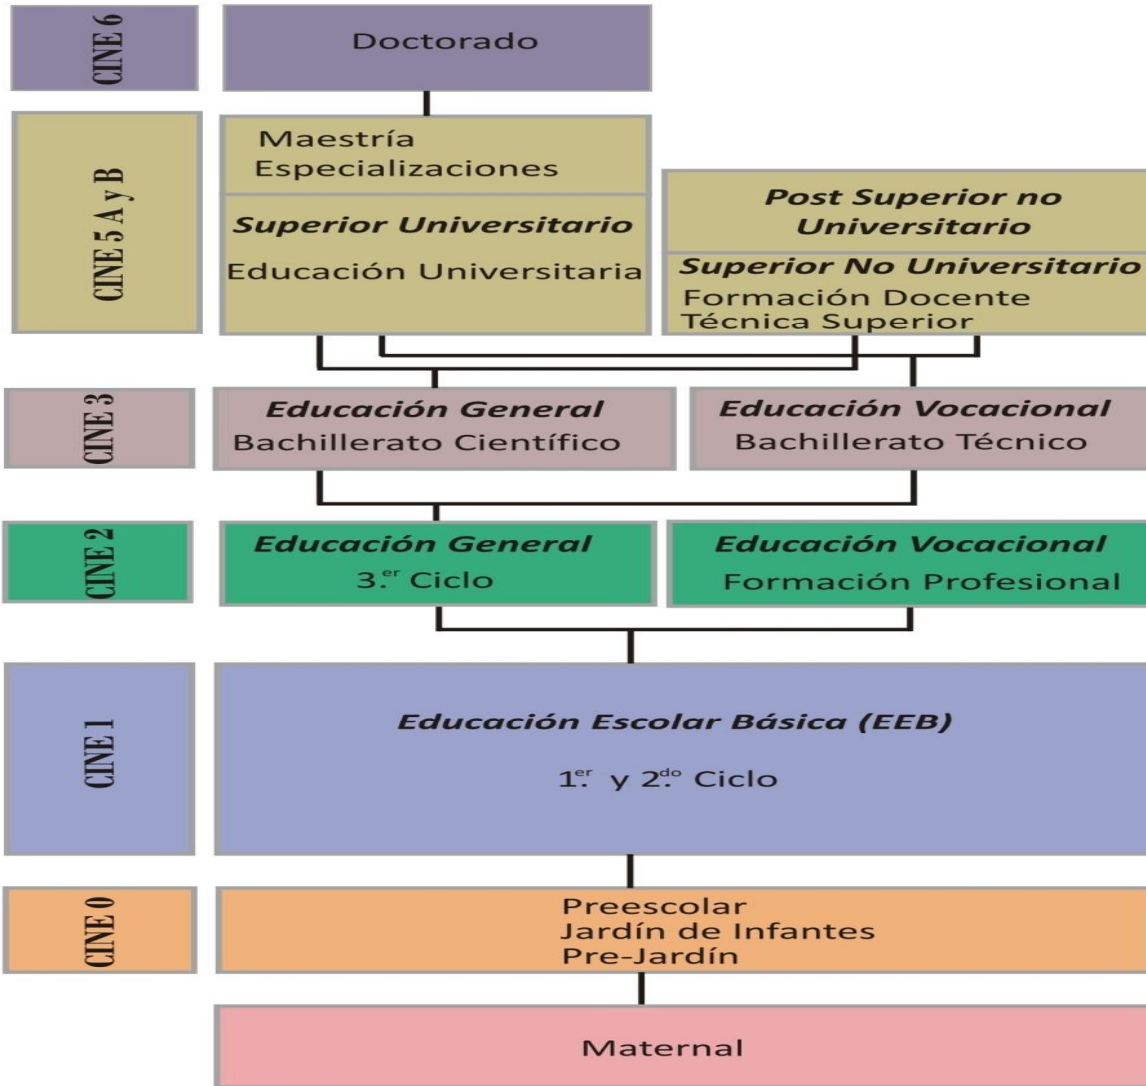 CINE 6
Doctorado
CINE 5 A y B
Maestría
Especializaciones
Superior Universitario
Educación Universitaria
Post Superior no
Universitario
Superior No Universitario
Formación Docente
Técnica Superior
CINE 3
Educación General
Bachillerato Científico
Educación Vocacional
Bachillerato Técnico
CINE 2
Educación General
3.er Ciclo
Educación Vocacional
Formación Profesional
CINE 1
Educación Escolar Básica (EEB)
1.er y 2.do Ciclo
CINE 0
Preescolar
Jardín de Infantes
Pre-Jardín
Maternal